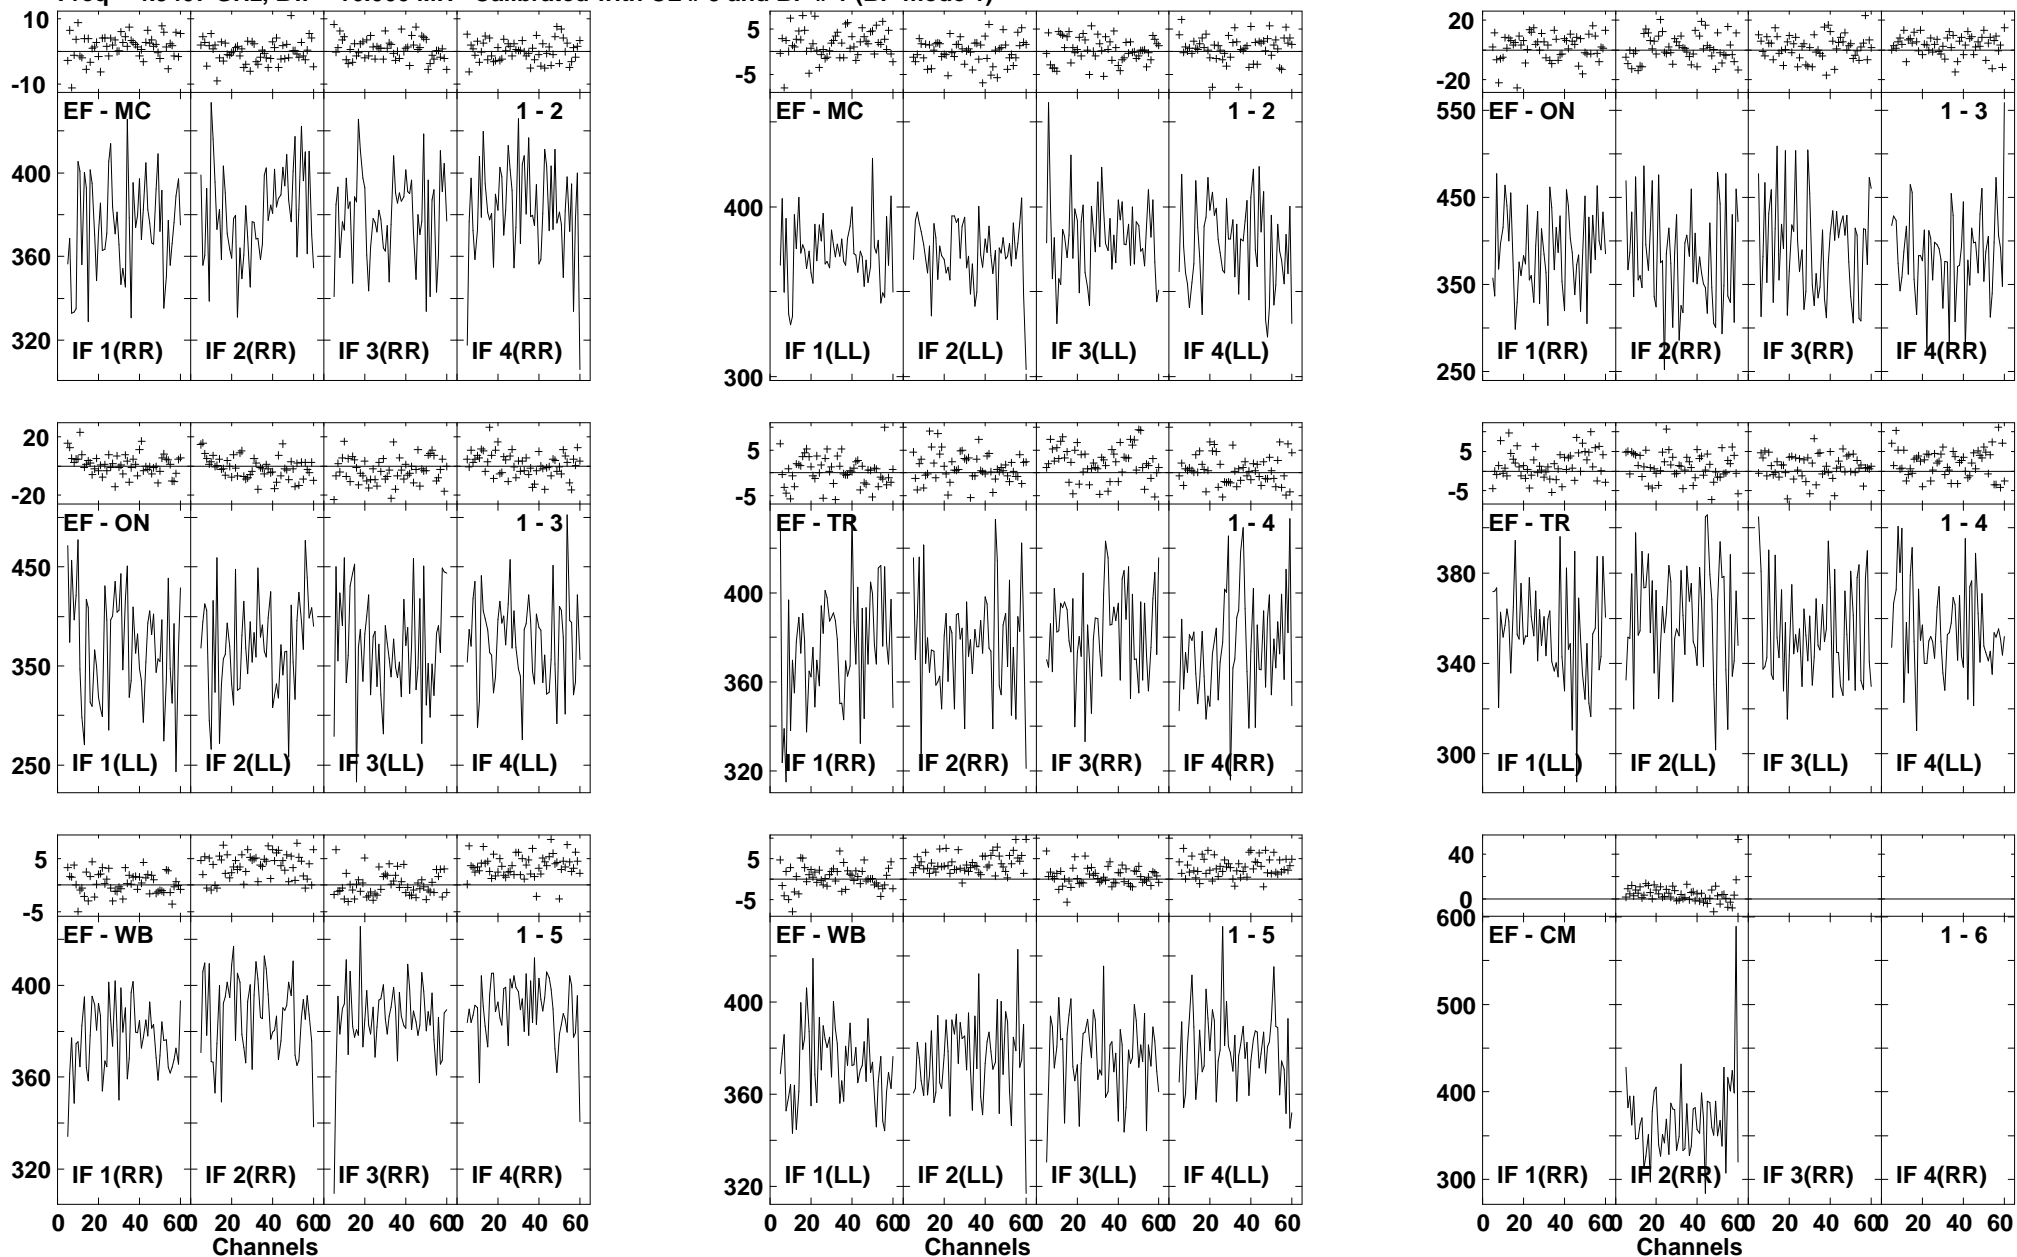 10
-10
EF - MC 1 - 2
400
360
320
IF 1(RR) IF 2(RR) IF 3(RR) IF 4(RR)
5
-5
EF - MC 1 - 2
400
300
IF 1(LL) IF 2(LL) IF 3(LL) IF 4(LL)
20
-20
550
EF - ON 1 - 3
450
350
250
IF 1(RR) IF 2(RR) IF 3(RR) IF 4(RR)
20
-20
EF - ON 1 - 3
450
350
250
IF 1(LL) IF 2(LL) IF 3(LL) IF 4(LL)
5
-5
EF - TR 1 - 4
400
360
320
IF 1(RR) IF 2(RR) IF 3(RR) IF 4(RR)
5
-5
EF - TR 1 - 4
380
340
300
IF 1(LL) IF 2(LL) IF 3(LL) IF 4(LL)
5
-5
EF - WB 1 - 5
400
360
320
IF 1(RR) IF 2(RR) IF 3(RR) IF 4(RR)
0 20 40 60 0 20 40 60 0 20 40 60 0 20 40 60
Channels
5
-5
EF - WB 1 - 5
400
360
320
IF 1(LL) IF 2(LL) IF 3(LL) IF 4(LL)
0 20 40 60 0 20 40 60 0 20 40 60 0 20 40 60
Channels
40
0
600
EF - CM 1 - 6
500
400
300
IF 1(RR) IF 2(RR) IF 3(RR) IF 4(RR)
0 20 40 60 0 20 40 60 0 20 40 60 0 20 40 60
Channels